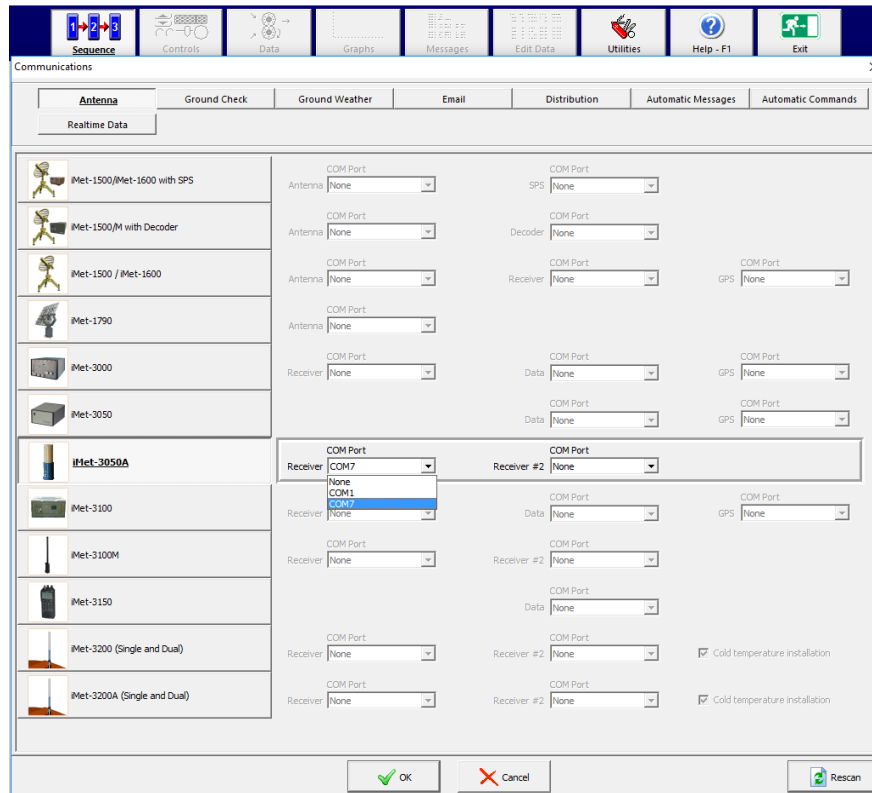 1 2 3
Sequence Controls Data Graphs Messages Edit Data Utilities Help - F1 Exit
Communications
Antenna Ground Check Ground Weather Email Distribution Automatic Messages Automatic Commands
Realtime Data
COM Port COM Port
iMet-1500/iMet-1600 with SPS Antenna None SPS None
COM Port COM Port
iMet-1500/M with Decoder Antenna None Decoder None
COM Port COM Port COM Port
iMet-1500 / iMet-1600 Antenna None Receiver None GPS None
COM Port
iMet-1790 Antenna None
COM Port COM Port COM Port
iMet-3000 Receiver None Data None GPS None
COM Port COM Port
iMet-3050 Data None GPS None
COM Port COM Port
iMet-3050A Receiver COM7 Receiver #2 None
None
COM1
COM7
COM Port COM Port
iMet-3100 Receiver None Data None GPS None
COM Port COM Port
iMet-3100M Receiver None Receiver #2 None
COM Port
iMet-3150 Data None
COM Port COM Port
iMet-3200 (Single and Dual) Receiver None Receiver #2 None Cold temperature installation
COM Port COM Port
iMet-3200A (Single and Dual) Receiver None Receiver #2 None Cold temperature installation
OK Cancel Rescan